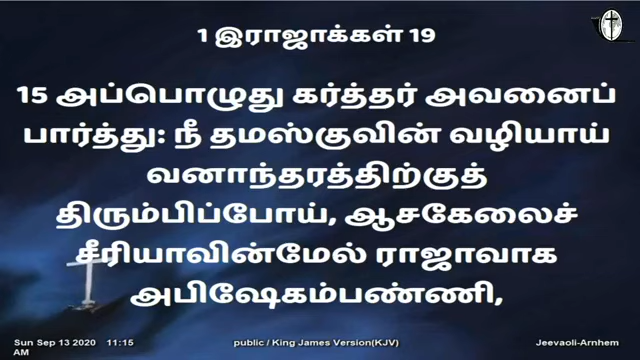 1 இராஜாக்கள் 19
15 அப்பொழுது கர்த்தர் அவனைப்
பார்த்து: நீ தமஸ்குவின் வழியாய்
வனாந்தரத்திற்குத்
திரும்பிப்போய், ஆசகேலைச்
சீரியாவின்மேல் ராஜாவாக
அபிஷேகம்பண்ணி,
Sun Sep 13 2020 11:15
AM
public / King James Version(KJV)
Jeevaoli-Arnhem